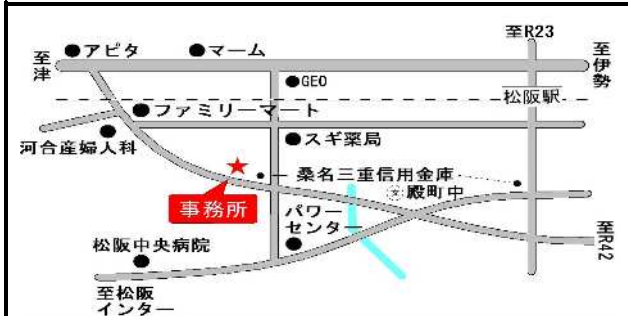 至R23
至津
アピタ
マーム
至伊勢
GEO
松阪駅
ファミリーマート
河合産婦人科
スギ薬局
桑名三重信用金庫
殿町中
事務所
パワー
センター
松阪中央病院
至R42
至松阪
インター